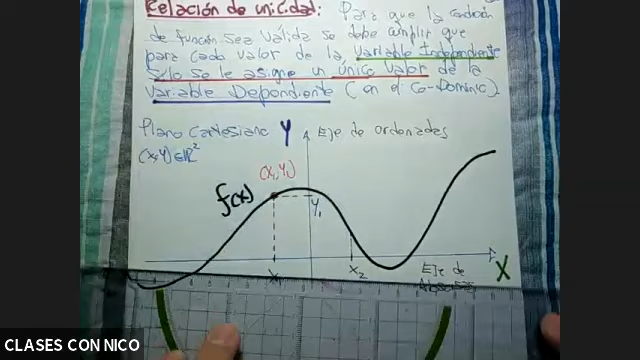 Relación de unicidad: Para que la condición
de función sea válida se debe cumplir que
para cada valor de la Variable Independiente
Sólo se le asigne un único valor de la
Variable Dependiente (en el Co-Dominio).
Plano Cartesiano Y Eje de ordenadas
(x,y) ∈ ℝ²
(x₁,y₁)
f(x)
y₁
x₂
Eje de
X
CLASES CON NICO